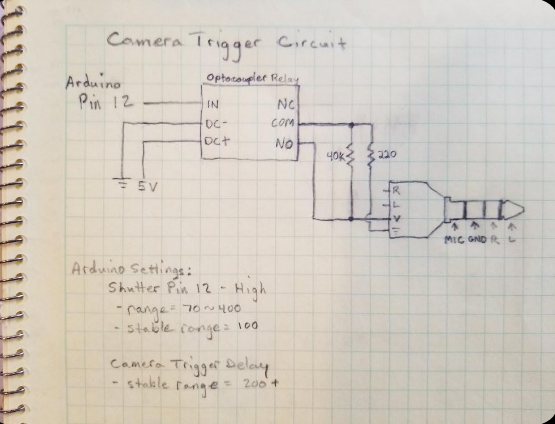 Camera Trigger Circuit
Arduino
Pin 12
Optocoupler Relay
IN
NC
DC-
COM
DC+
NO
5V
40K
220
R
L
V
MIC GND R L
Arduino Settings:
Shutter Pin 12 - High
- range = 70 ~ 400
- stable range = 100
Camera Trigger Delay
- stable range = 200 +